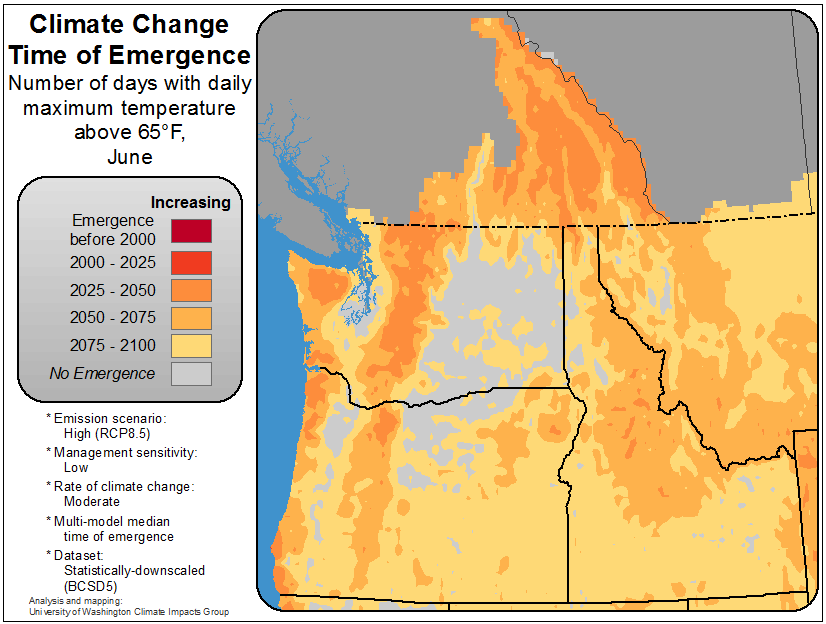 Climate Change
Time of Emergence
Number of days with daily
maximum temperature
above 65°F,
June
Increasing
Emergence
before 2000
2000 - 2025
2025 - 2050
2050 - 2075
2075 - 2100
No Emergence
* Emission scenario:
High (RCP8.5)
* Management sensitivity:
Low
* Rate of climate change:
Moderate
* Multi-model median
time of emergence
* Dataset:
Statistically-downscaled
(BCSD5)
Analysis and mapping:
University of Washington Climate Impacts Group